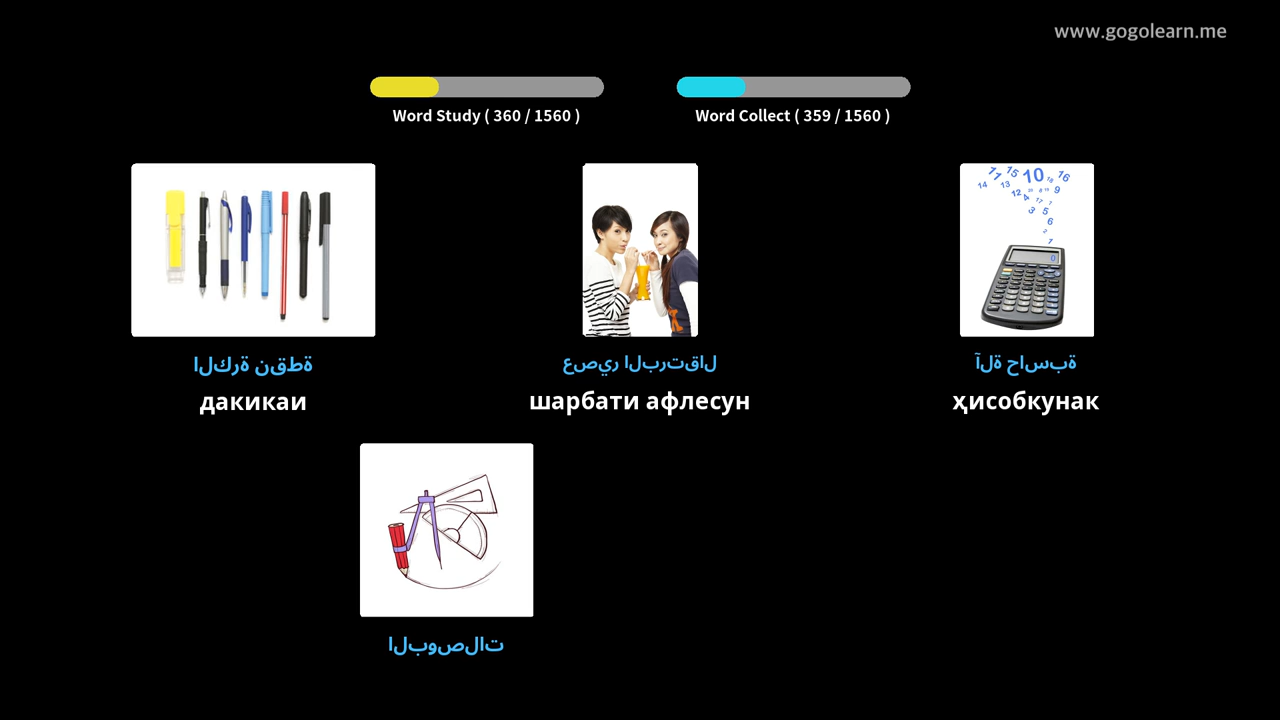 www.gogolearn.me
Word Study ( 360 / 1560 )
Word Collect ( 359 / 1560 )
الكرة نقطة
дакикаи
عصير البرتقال
шарбати афлесун
آلة حاسبة
ҳисобкунак
البوصلات